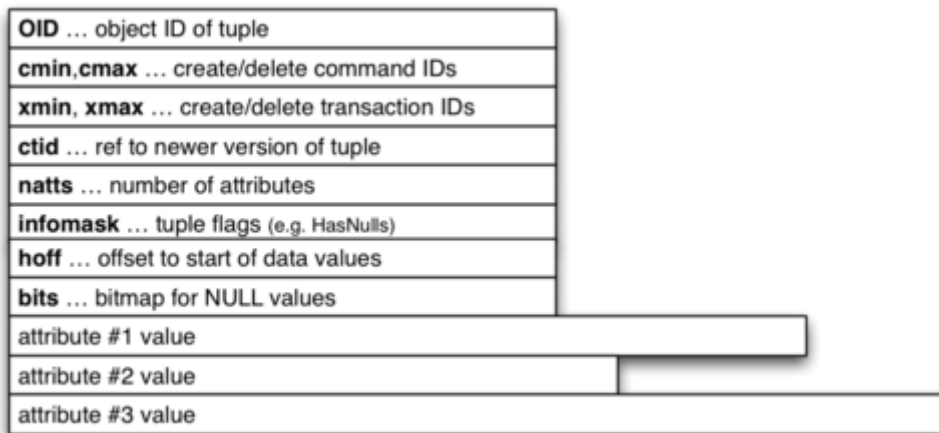 OID … object ID of tuple
cmin,cmax … create/delete command IDs
xmin, xmax … create/delete transaction IDs
ctid … ref to newer version of tuple
natts … number of attributes
infomask … tuple flags (e.g. HasNulls)
hoff … offset to start of data values
bits … bitmap for NULL values
attribute #1 value
attribute #2 value
attribute #3 value